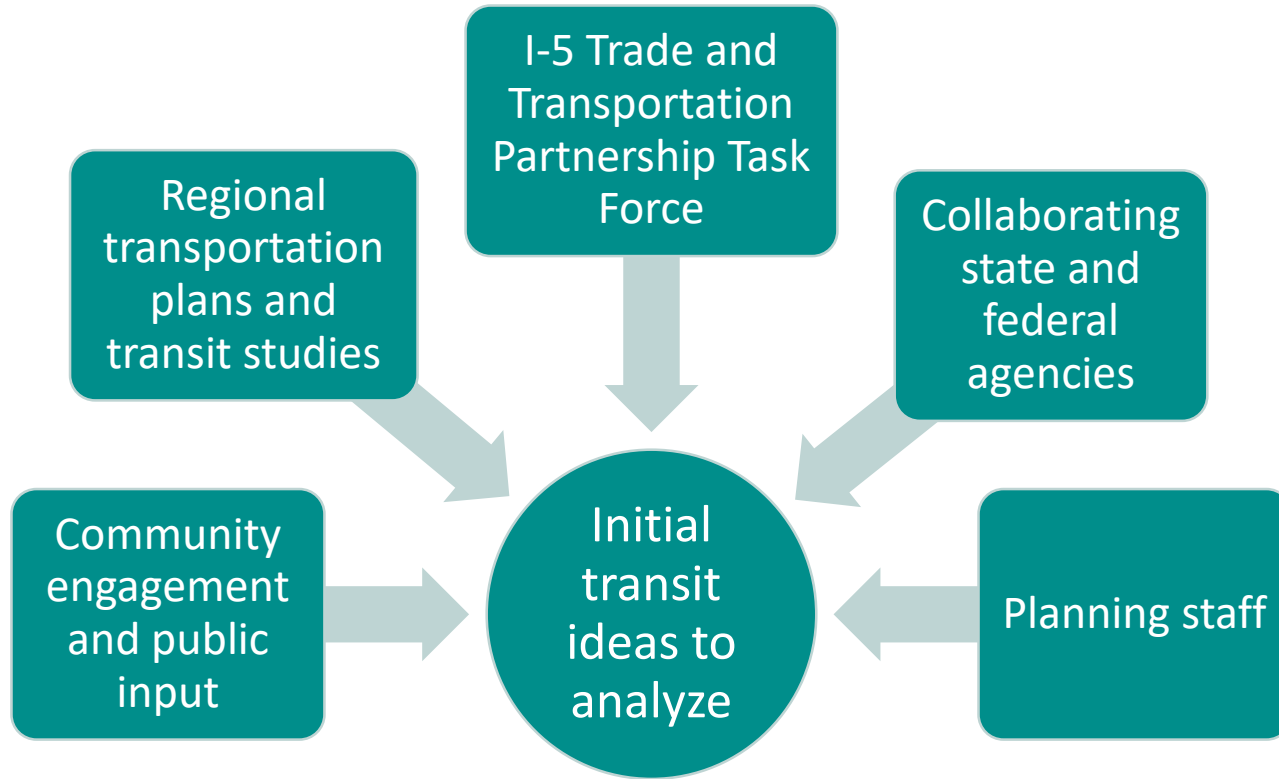 I-5 Trade and
Transportation
Partnership Task
Force
Regional
transportation
plans and
transit studies
Collaborating
state and
federal
agencies
Community
engagement
and public
input
Initial
transit
ideas to
analyze
Planning staff